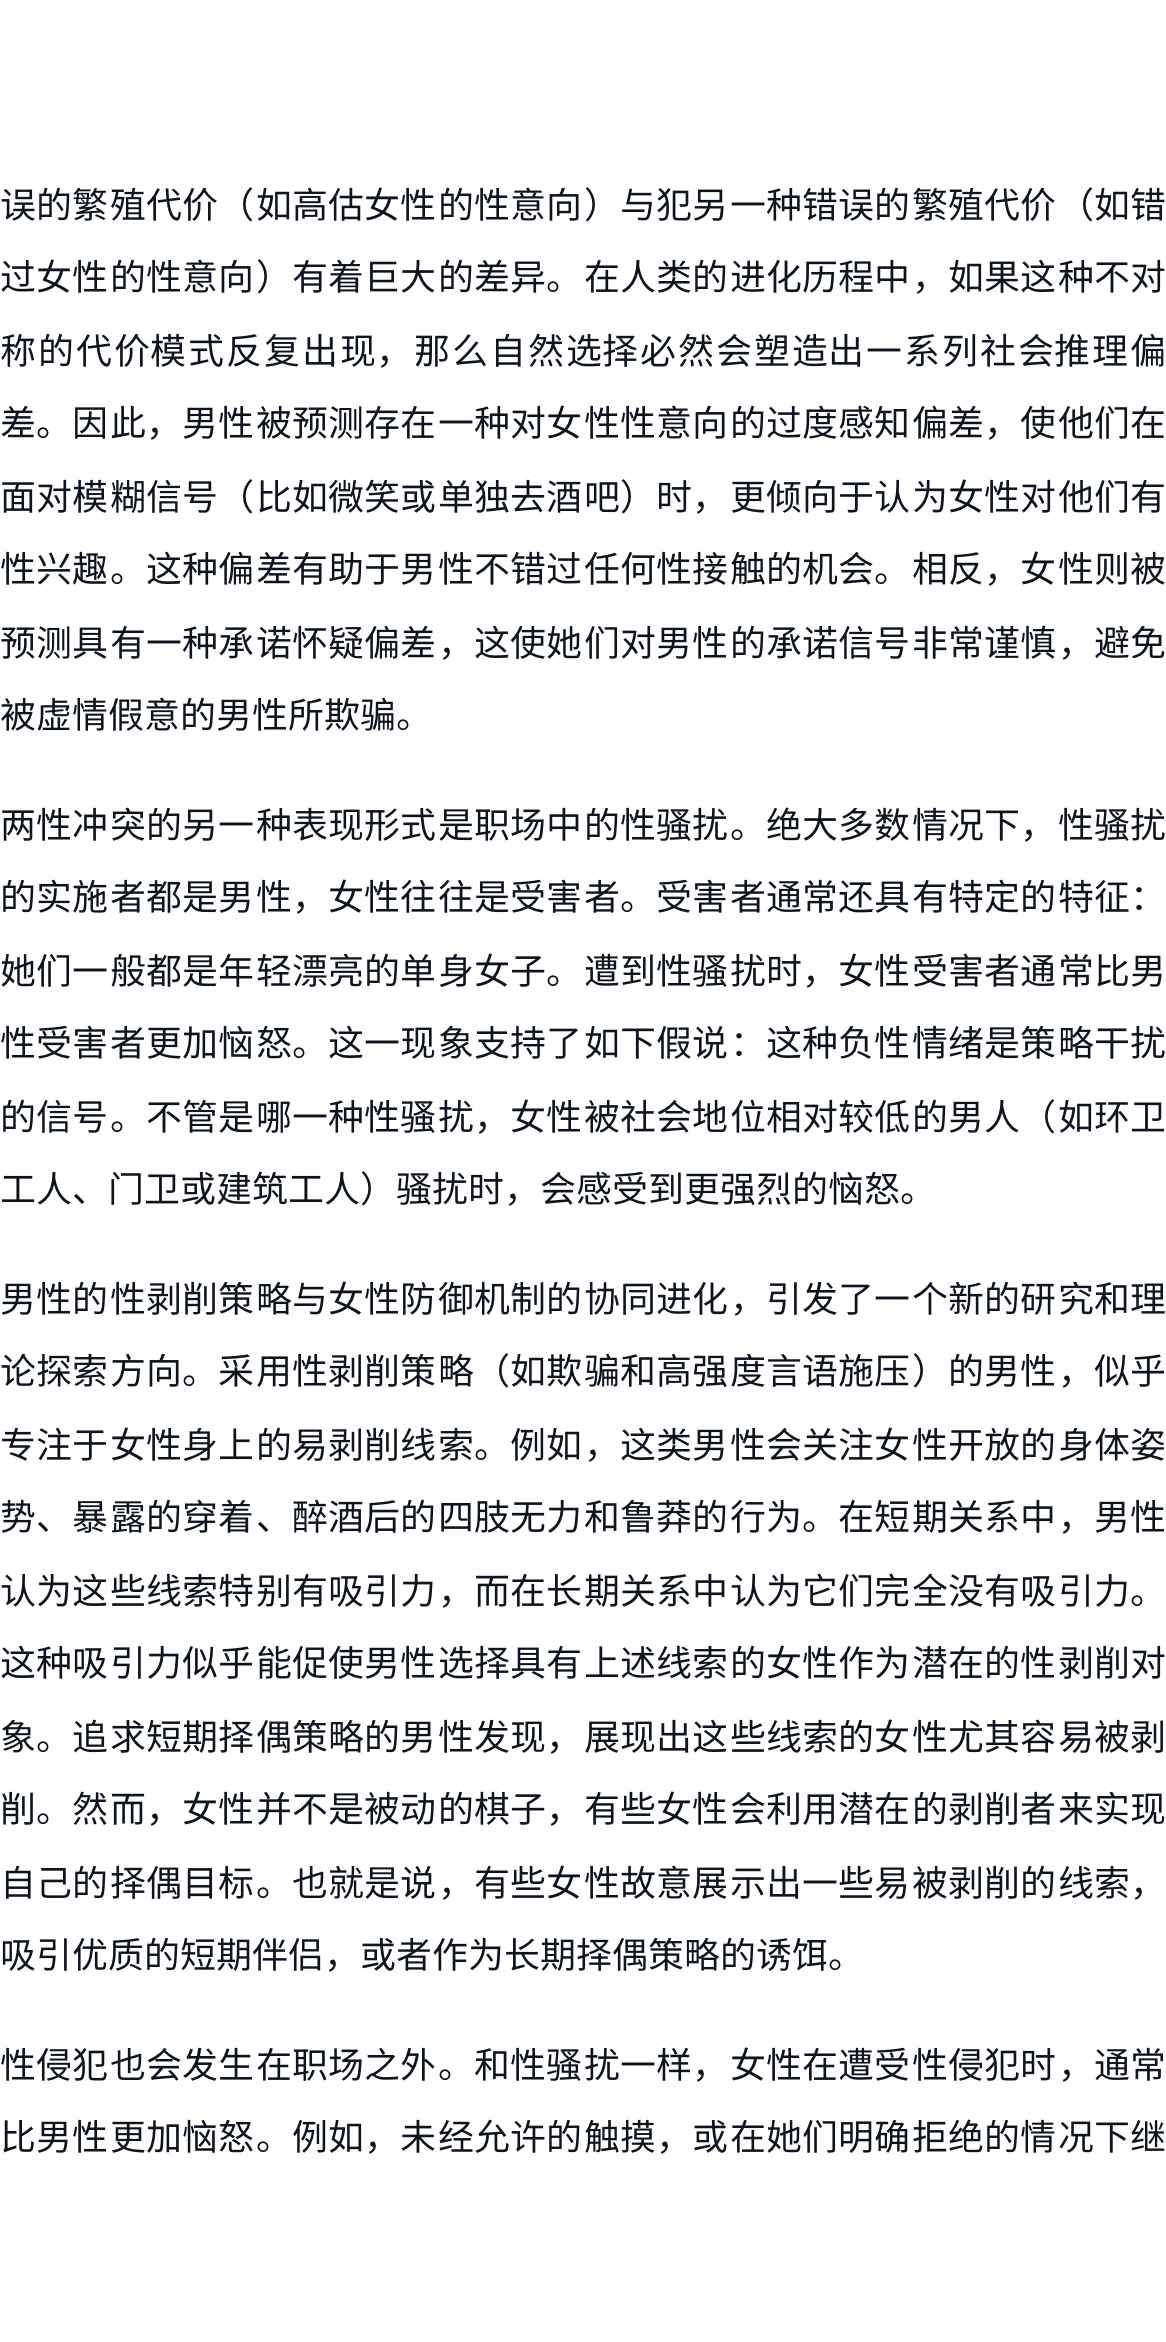 误的繁殖代价（如高估女性的性意向）与犯另一种错误的繁殖代价（如错
过女性的性意向）有着巨大的差异。在人类的进化历程中，如果这种不对
称的代价模式反复出现，那么自然选择必然会塑造出一系列社会推理偏
差。因此，男性被预测存在一种对女性性意向的过度感知偏差，使他们在
面对模糊信号（比如微笑或单独去酒吧）时，更倾向于认为女性对他们有
性兴趣。这种偏差有助于男性不错过任何性接触的机会。相反，女性则被
预测具有一种承诺怀疑偏差，这使她们对男性的承诺信号非常谨慎，避免
被虚情假意的男性所欺骗。
两性冲突的另一种表现形式是职场中的性骚扰。绝大多数情况下，性骚扰
的实施者都是男性，女性往往是受害者。受害者通常还具有特定的特征：
她们一般都是年轻漂亮的单身女子。遭到性骚扰时，女性受害者通常比男
性受害者更加恼怒。这一现象支持了如下假说：这种负性情绪是策略干扰
的信号。不管是哪一种性骚扰，女性被社会地位相对较低的男人（如环卫
工人、门卫或建筑工人）骚扰时，会感受到更强烈的恼怒。
男性的性剥削策略与女性防御机制的协同进化，引发了一个新的研究和理
论探索方向。采用性剥削策略（如欺骗和高强度言语施压）的男性，似乎
专注于女性身上的易剥削线索。例如，这类男性会关注女性开放的身体姿
势、暴露的穿着、醉酒后的四肢无力和鲁莽的行为。在短期关系中，男性
认为这些线索特别有吸引力，而在长期关系中认为它们完全没有吸引力。
这种吸引力似乎能促使男性选择具有上述线索的女性作为潜在的性剥削对
象。追求短期择偶策略的男性发现，展现出这些线索的女性尤其容易被剥
削。然而，女性并不是被动的棋子，有些女性会利用潜在的剥削者来实现
自己的择偶目标。也就是说，有些女性故意展示出一些易被剥削的线索，
吸引优质的短期伴侣，或者作为长期择偶策略的诱饵。
性侵犯也会发生在职场之外。和性骚扰一样，女性在遭受性侵犯时，通常
比男性更加恼怒。例如，未经允许的触摸，或在她们明确拒绝的情况下继